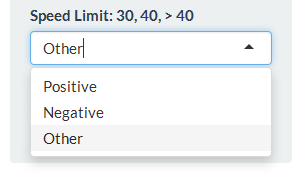 Speed Limit: 30, 40, > 40
Other
Positive
Negative
Other